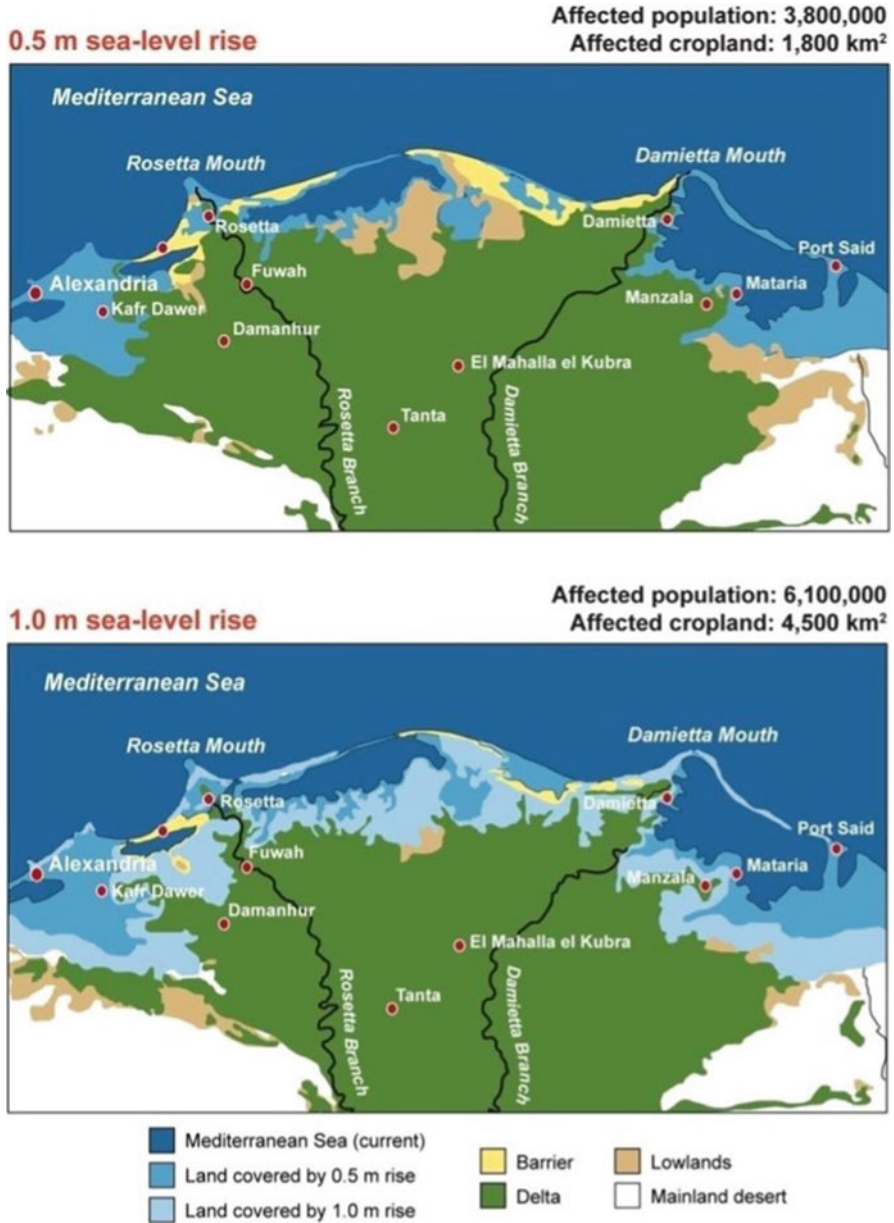 Affected population: 3,800,000
0.5 m sea-level rise
Affected cropland: 1,800 km²
Mediterranean Sea
Rosetta Mouth
Damietta Mouth
Rosetta
Damietta
Port Said
Alexandria
Fuwah
Mataria
Kafr Dawer
Manzala
Damanhur
El Mahalla el Kubra
Tanta
Rosetta Branch
Damietta Branch
Affected population: 6,100,000
1.0 m sea-level rise
Affected cropland: 4,500 km²
Mediterranean Sea
Rosetta Mouth
Damietta Mouth
Rosetta
Damietta
Port Said
Alexandria
Fuwah
Mataria
Kafr Dawer
Manzala
Damanhur
El Mahalla el Kubra
Tanta
Rosetta Branch
Damietta Branch
Mediterranean Sea (current)
Land covered by 0.5 m rise
Land covered by 1.0 m rise
Barrier
Delta
Lowlands
Mainland desert